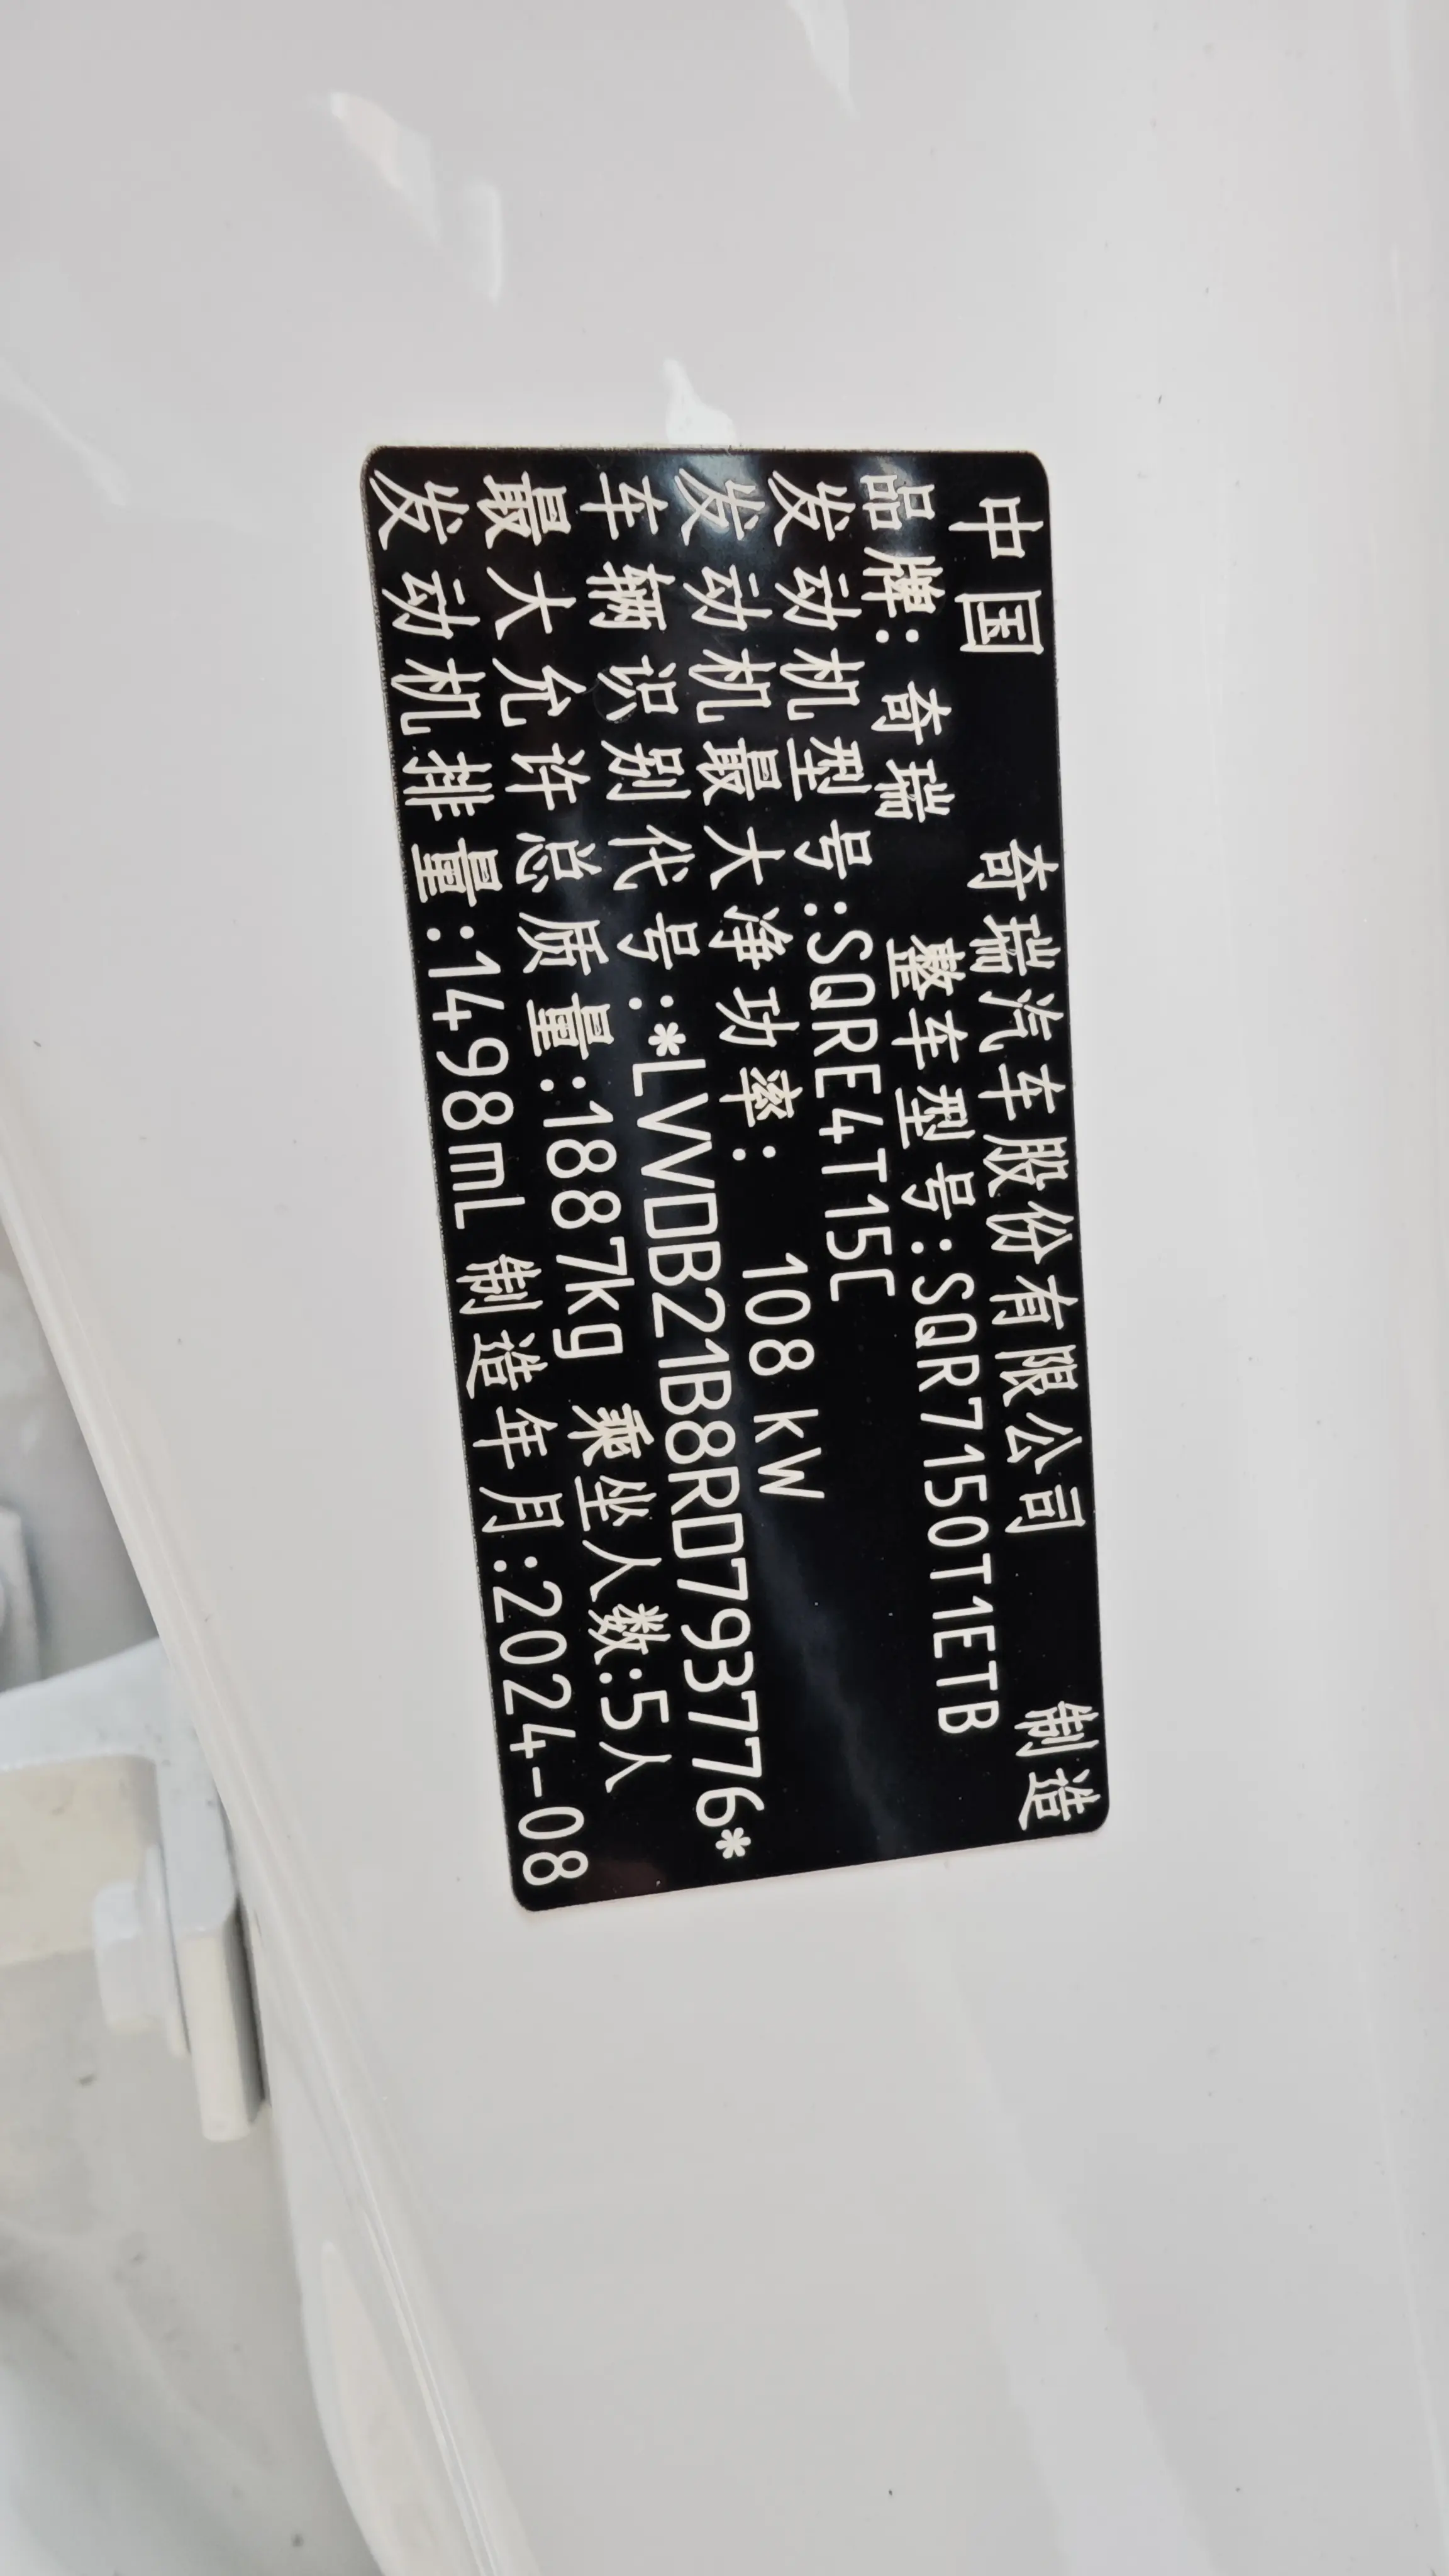 中国 奇瑞汽车股份有限公司 制造
品牌:奇瑞 整车型号:SQR7150T1ETB
发动机型号:SQRE4T15C
发动机最大净功率: 108 kW
车辆识别代号:*LVVDB21B8RD793776*
最大允许总质量:1887kg 乘坐人数:5人
发动机排量:1498mL 制造年月:2024-08